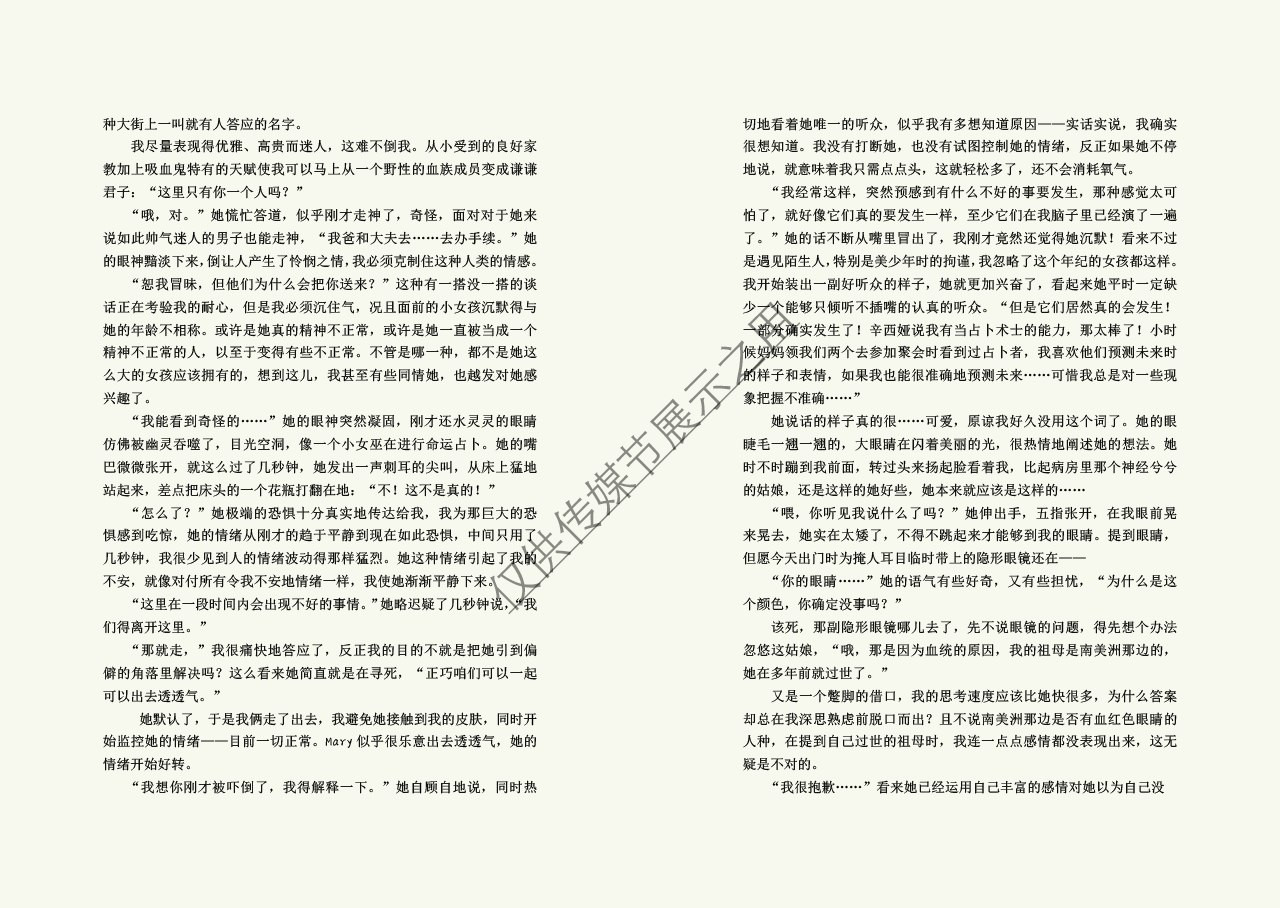 种大街上一叫就有人答应的名字。
我尽量表现得优雅、高贵而迷人，这难不倒我。从小受到的良好家
教加上吸血鬼特有的天赋使我可以马上从一个野性的血族成员变成谦谦
君子：“这里只有你一个人吗？”
“哦，对。”她慌忙答道，似乎刚才走神了，奇怪，面对对于她来
说如此帅气迷人的男子也能走神，“我爸和大夫去……去办手续。”她
的眼神黯淡下来，倒让人产生了怜悯之情，我必须克制住这种人类的情感。
“恕我冒昧，但他们为什么会把你送来？”这种有一搭没一搭的谈
话正在考验我的耐心，但是我必须沉住气，况且面前的小女孩沉默得与
她的年龄不相称。或许是她真的精神不正常，或许是她一直被当成一个
精神不正常的人，以至于变得有些不正常。不管是哪一种，都不是她这
么大的女孩应该拥有的，想到这儿，我甚至有些同情她，也越发对她感
兴趣了。
“我能看到奇怪的……”她的眼神突然凝固，刚才还水灵灵的眼睛
仿佛被幽灵吞噬了，目光空洞，像一个小女巫在进行命运占卜。她的嘴
巴微微张开，就这么过了几秒钟，她发出一声刺耳的尖叫，从床上猛地
站起来，差点把床头的一个花瓶打翻在地：“不！这不是真的！”
“怎么了？”她极端的恐惧十分真实地传达给我，我为那巨大的恐
惧感到吃惊，她的情绪从刚才的趋于平静到现在如此恐惧，中间只用了
几秒钟，我很少见到人的情绪波动得那样猛烈。她这种情绪引起了我的
不安，就像对付所有令我不安地情绪一样，我使她渐渐平静下来。
“这里在一段时间内会出现不好的事情。”她略迟疑了几秒钟说，“我
们得离开这里。”
“那就走，”我很痛快地答应了，反正我的目的不就是把她引到偏
僻的角落里解决吗？这么看来她简直就是在寻死，“正巧咱们可以一起
可以出去透透气。”
她默认了，于是我俩走了出去，我避免她接触到我的皮肤，同时开
始监控她的情绪——目前一切正常。Mary 似乎很乐意出去透透气，她的
情绪开始好转。
“我想你刚才被吓倒了，我得解释一下。”她自顾自地说，同时热
切地看着她唯一的听众，似乎我有多想知道原因——实话实说，我确实
很想知道。我没有打断她，也没有试图控制她的情绪，反正如果她不停
地说，就意味着我只需点点头，这就轻松多了，还不会消耗氧气。
“我经常这样，突然预感到有什么不好的事要发生，那种感觉太可
怕了，就好像它们真的要发生一样，至少它们在我脑子里已经演了一遍
了。”她的话不断从嘴里冒出了，我刚才竟然还觉得她沉默！看来不过
是遇见陌生人，特别是美少年时的拘谨，我忽略了这个年纪的女孩都这样。
我开始装出一副好听众的样子，她就更加兴奋了，看起来她平时一定缺
少一个能够只倾听不插嘴的认真的听众。“但是它们居然真的会发生！
一部分确实发生了！辛西娅说我有当占卜术士的能力，那太棒了！小时
候妈妈领我们两个去参加聚会时看到过占卜者，我喜欢他们预测未来时
的样子和表情，如果我也能很准确地预测未来……可惜我总是对一些现
象把握不准确……”
她说话的样子真的很……可爱，原谅我好久没用这个词了。她的眼
睫毛一翘一翘的，大眼睛在闪着美丽的光，很热情地阐述她的想法。她
时不时蹦到我前面，转过头来扬起脸看着我，比起病房里那个神经兮兮
的姑娘，还是这样的她好些，她本来就应该是这样的……
“喂，你听见我说什么了吗？”她伸出手，五指张开，在我眼前晃
来晃去，她实在太矮了，不得不跳起来才能够到我的眼睛。提到眼睛，
但愿今天出门时为掩人耳目临时带上的隐形眼镜还在——
“你的眼睛……”她的语气有些好奇，又有些担忧，“为什么是这
个颜色，你确定没事吗？”
该死，那副隐形眼镜哪儿去了，先不说眼镜的问题，得先想个办法
忽悠这姑娘，“哦，那是因为血统的原因，我的祖母是南美洲那边的，
她在多年前就过世了。”
又是一个蹩脚的借口，我的思考速度应该比她快很多，为什么答案
却总在我深思熟虑前脱口而出？且不说南美洲那边是否有血红色眼睛的
人种，在提到自己过世的祖母时，我连一点点感情都没表现出来，这无
疑是不对的。
“我很抱歉……”看来她已经运用自己丰富的感情对她以为自己没
仅供传媒节展示之用